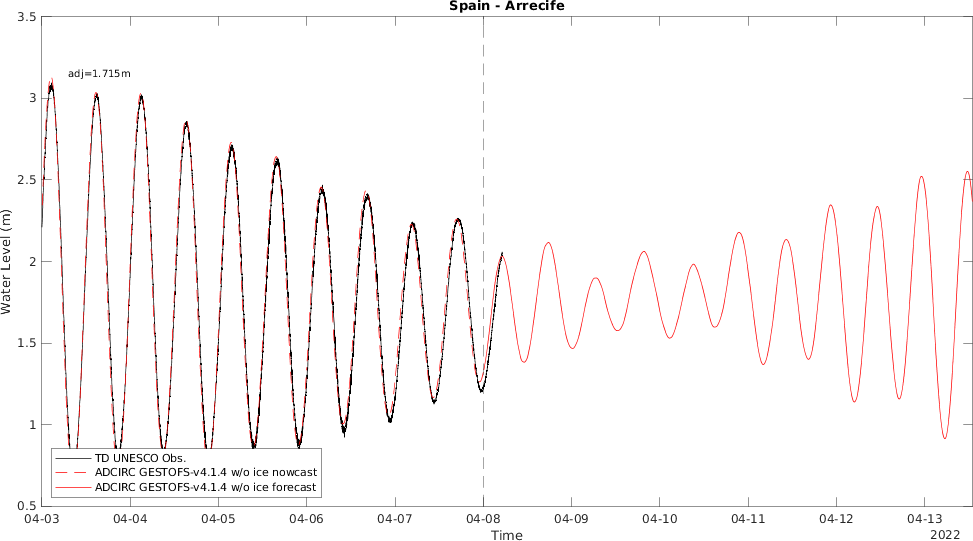 Spain - Arrecife
adj=1.715m
3.5
3
2.5
2
1.5
1
0.5
Water Level (m)
TD UNESCO Obs.
ADCIRC GESTOFS-v4.1.4 w/o ice nowcast
ADCIRC GESTOFS-v4.1.4 w/o ice forecast
04-03 04-04 04-05 04-06 04-07 04-08 04-09 04-10 04-11 04-12 04-13
Time
2022